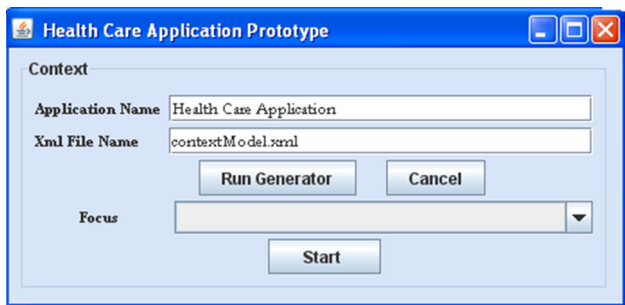 Health Care Application Prototype
Context
Application Name Health Care Application
Xml File Name contextModel.xml
Run Generator Cancel
Focus
Start